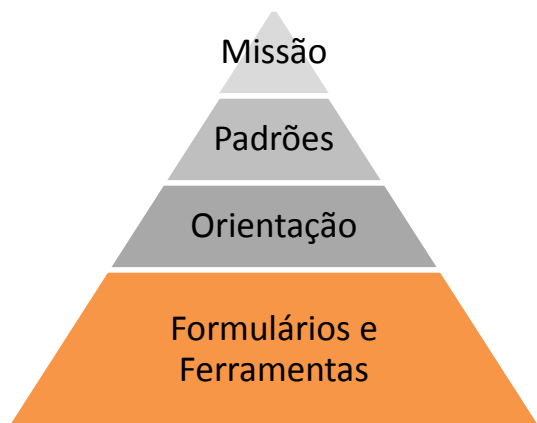 Missão
Padrões
Orientação
Formulários e
Ferramentas